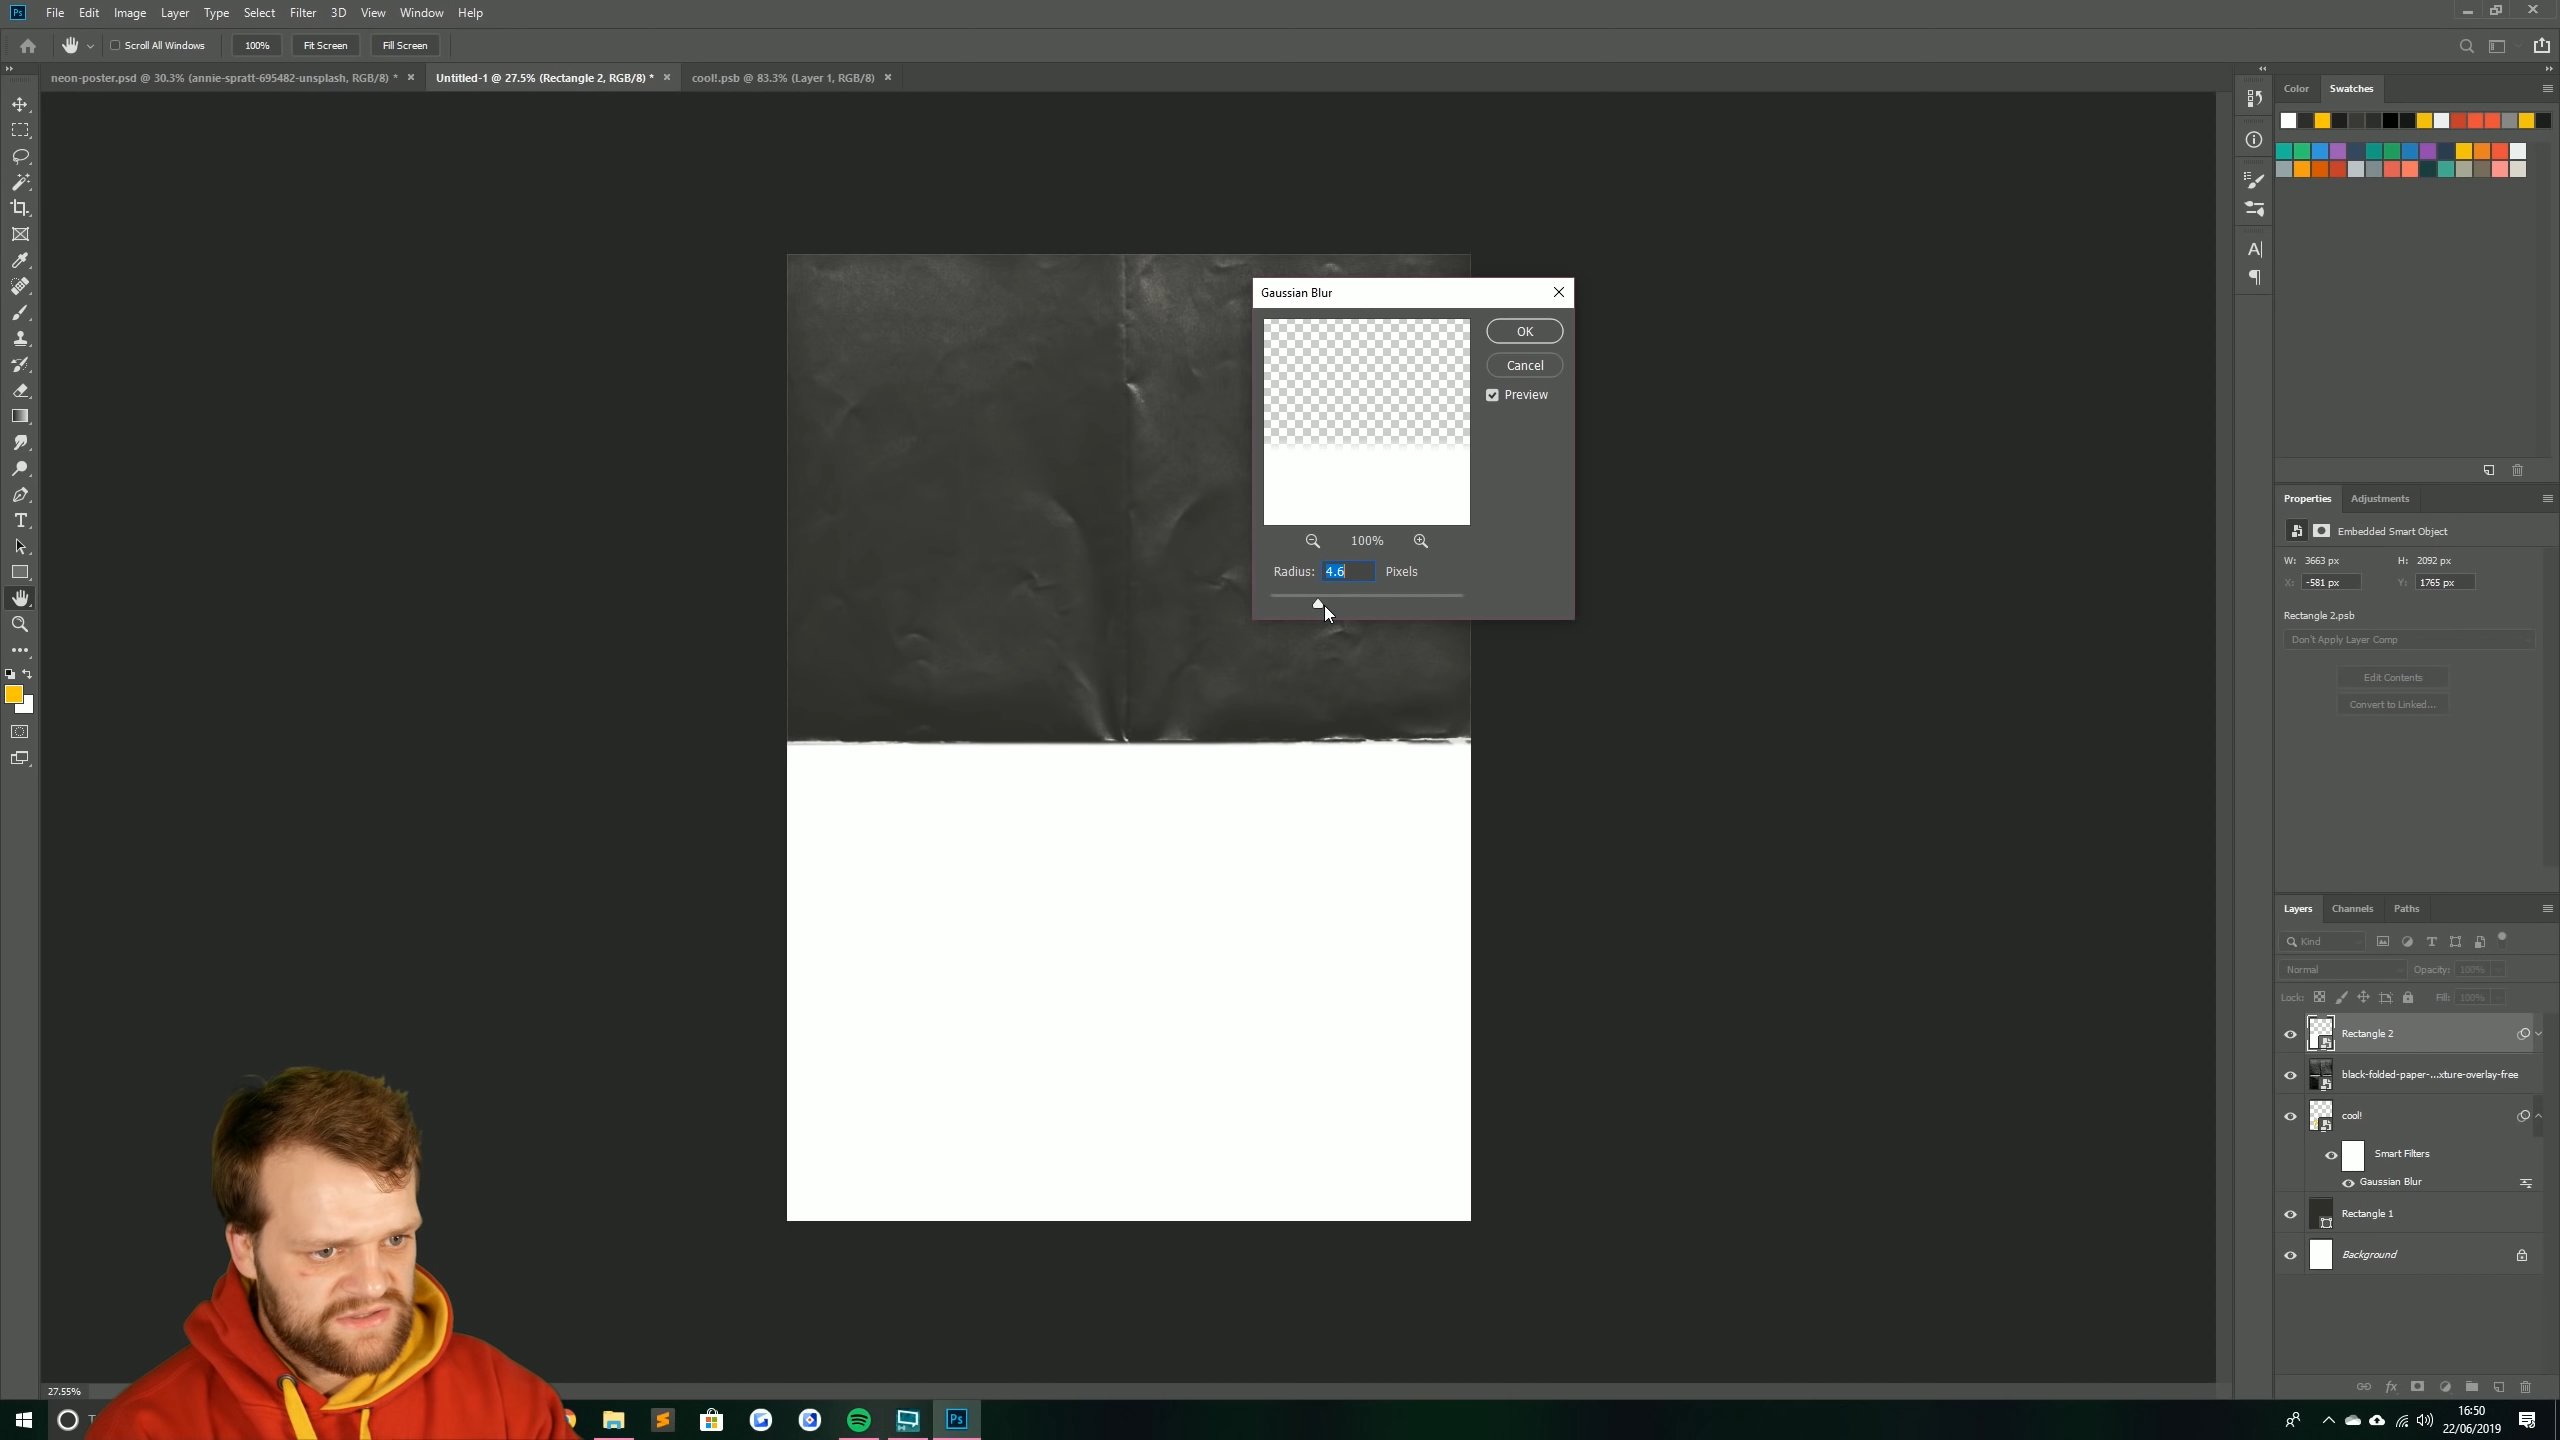 Ps File Edit Image Layer Type Select Filter 3D View Window Help
Scroll All Windows 100% Fit Screen Fill Screen
neon-poster.psd @ 30.3% (annie-spratt-695482-unsplash, RGB/8) * Untitled-1 @ 27.5% (Rectangle 2, RGB/8) * cool!.psb @ 83.3% (Layer 1, RGB/8)
Color Swatches
Gaussian Blur
OK
Cancel
Preview
100%
Radius: 4.6 Pixels
Properties Adjustments
Embedded Smart Object
W: 3663 px H: 2092 px
X: -581 px Y: 1765 px
Rectangle 2.psb
Don't Apply Layer Comp
Edit Contents
Convert to Linked...
Layers Channels Paths
Kind
Normal Opacity: 100%
Lock: Fill: 100%
Rectangle 2
black-folded-paper-...xture-overlay-free
cool!
Smart Filters
Gaussian Blur
Rectangle 1
Background
fx
27.55%
T
Ps
16:50
22/06/2019